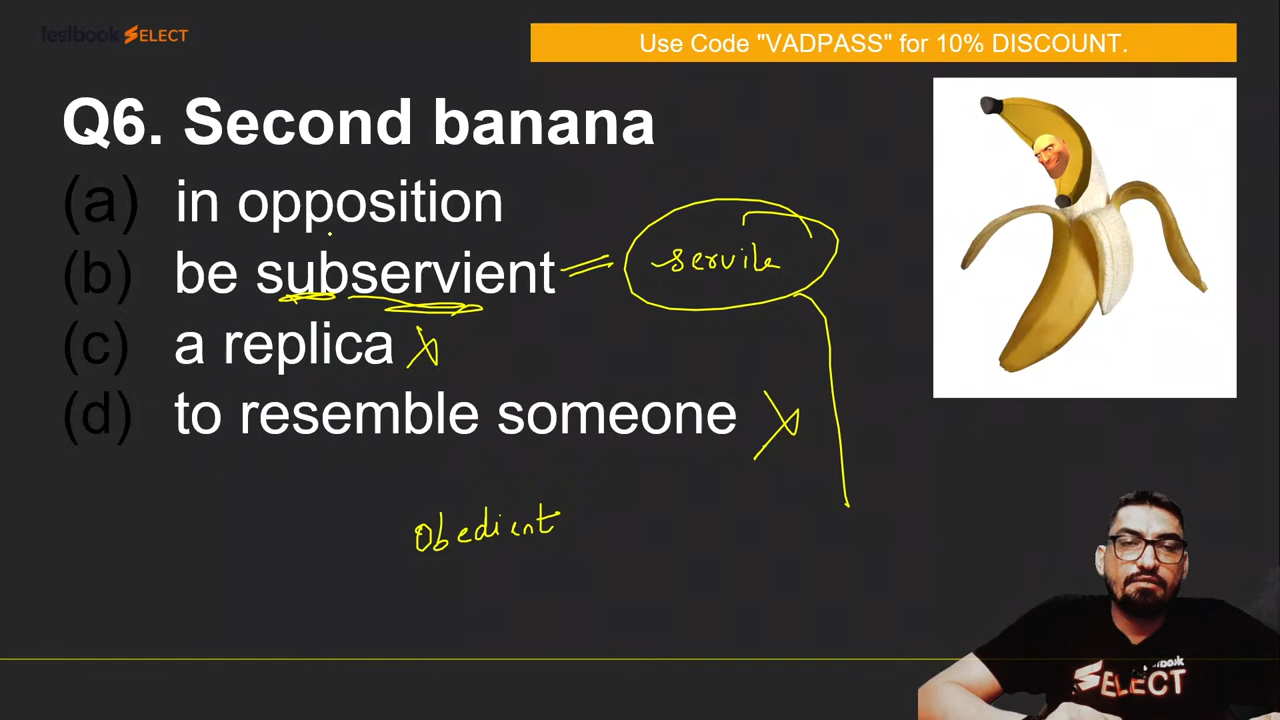 testbook SELECT
Use Code "VADPASS" for 10% DISCOUNT.
Q6. Second banana
(a) in opposition
(b) be subservient = servile
(c) a replica
(d) to resemble someone
Obedient
testbook
SELECT